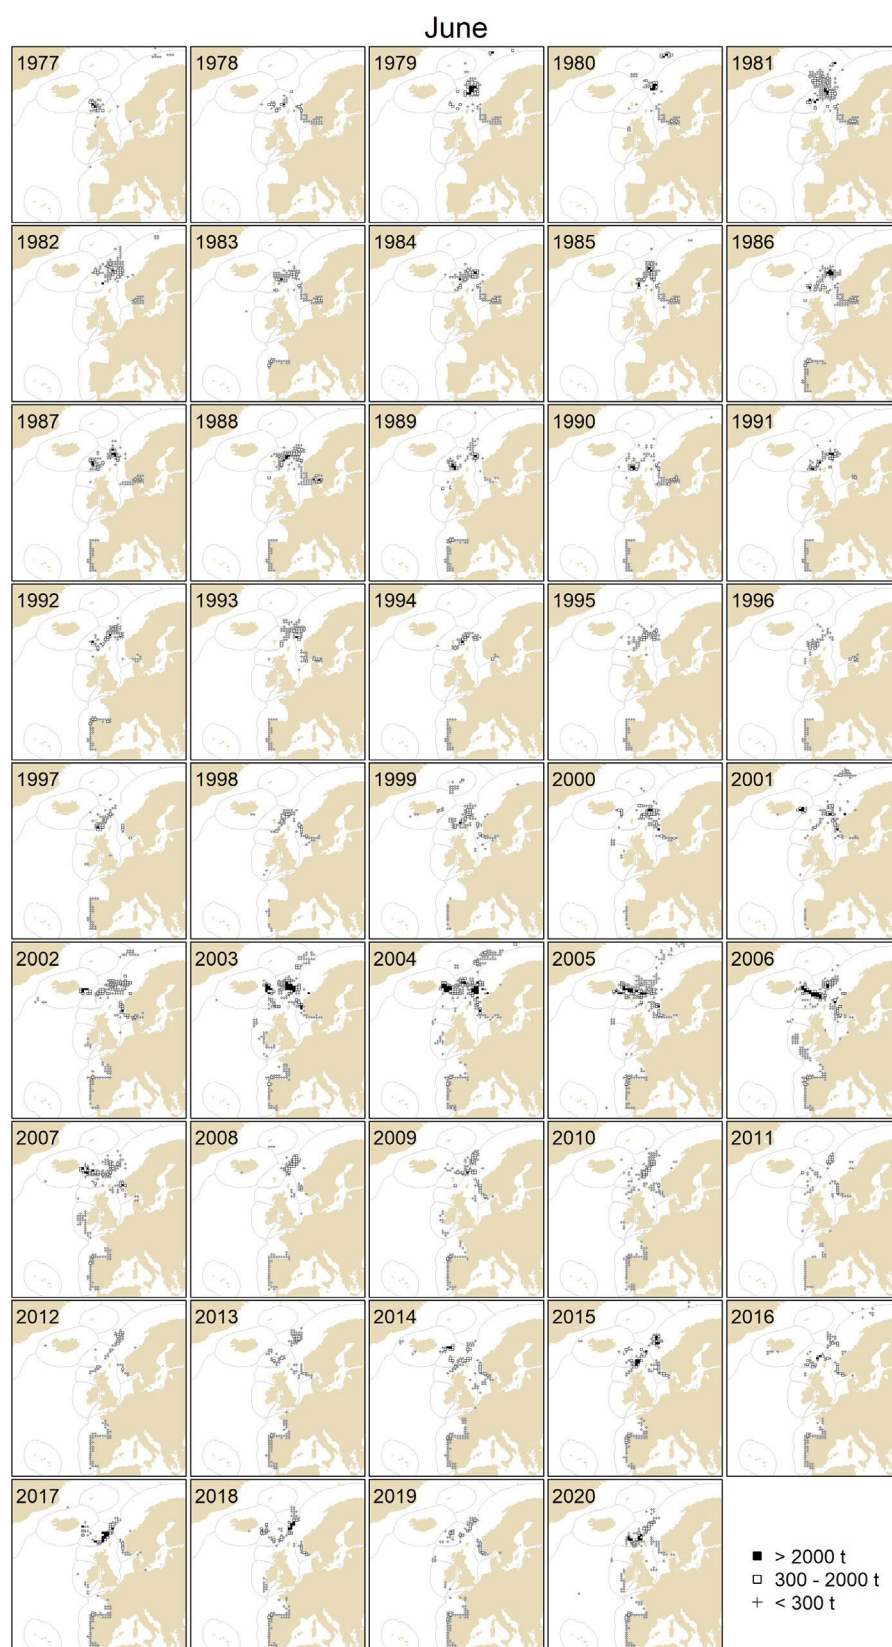 June
1977 1978 1979 1980 1981
1982 1983 1984 1985 1986
1987 1988 1989 1990 1991
1992 1993 1994 1995 1996
1997 1998 1999 2000 2001
2002 2003 2004 2005 2006
2007 2008 2009 2010 2011
2012 2013 2014 2015 2016
2017 2018 2019 2020
> 2000 t
300 - 2000 t
< 300 t